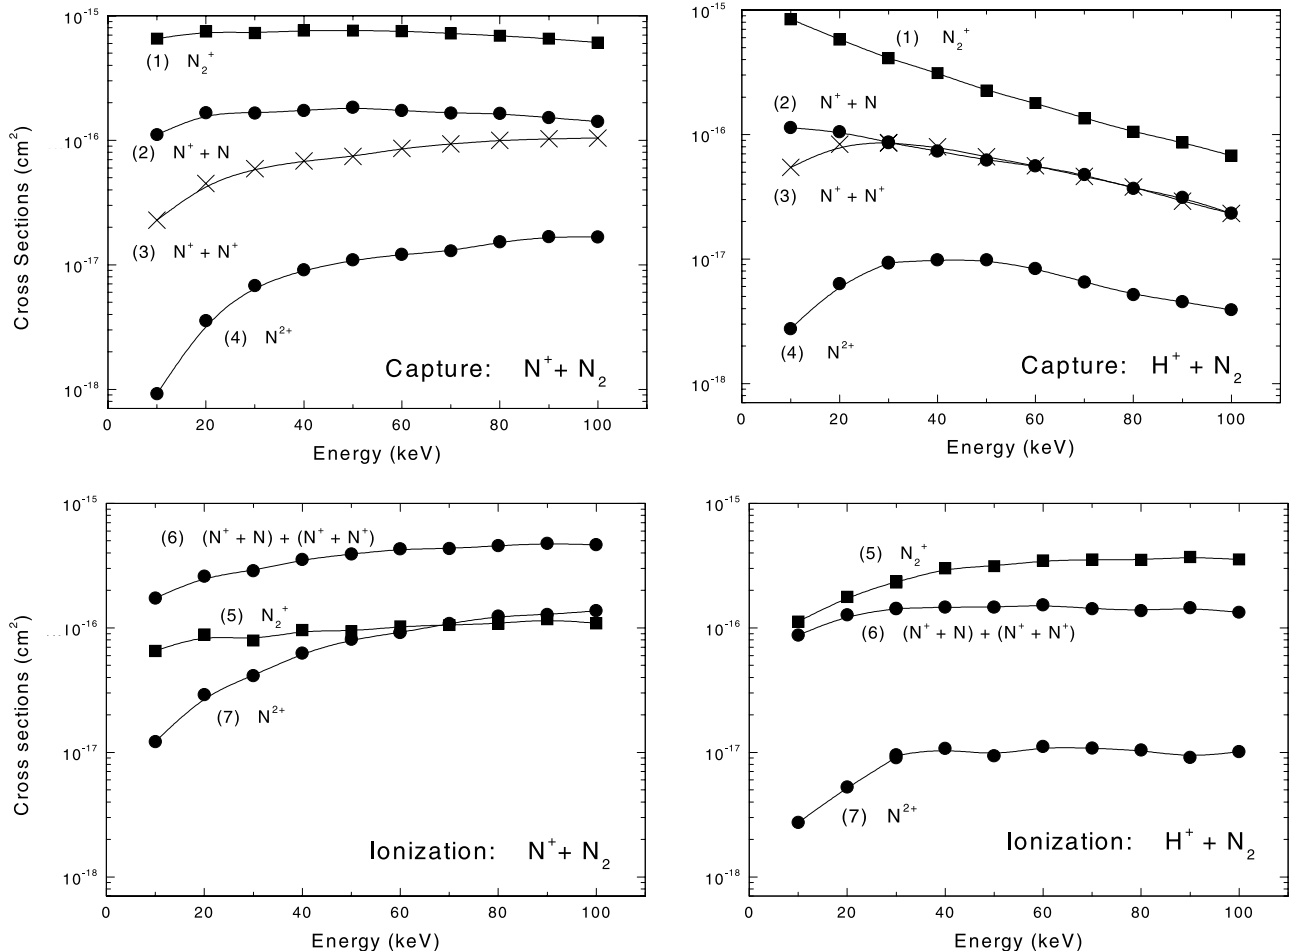 Cross Sections (cm²)
10⁻¹⁵
10⁻¹⁶
10⁻¹⁷
10⁻¹⁸
(1) N₂⁺
(2) N⁺ + N
(3) N⁺ + N⁺
(4) N²⁺
Capture: N⁺ + N₂
0 20 40 60 80 100
Energy (keV)
10⁻¹⁵
10⁻¹⁶
10⁻¹⁷
10⁻¹⁸
(1) N₂⁺
(2) N⁺ + N
(3) N⁺ + N⁺
(4) N²⁺
Capture: H⁺ + N₂
0 20 40 60 80 100
Energy (keV)
Cross sections (cm²)
10⁻¹⁵
10⁻¹⁶
10⁻¹⁷
10⁻¹⁸
(6) (N⁺ + N) + (N⁺ + N⁺)
(5) N₂⁺
(7) N²⁺
Ionization: N⁺ + N₂
0 20 40 60 80 100
Energy (keV)
10⁻¹⁵
10⁻¹⁶
10⁻¹⁷
10⁻¹⁸
(5) N₂⁺
(6) (N⁺ + N) + (N⁺ + N⁺)
(7) N²⁺
Ionization: H⁺ + N₂
0 20 40 60 80 100
Energy (keV)